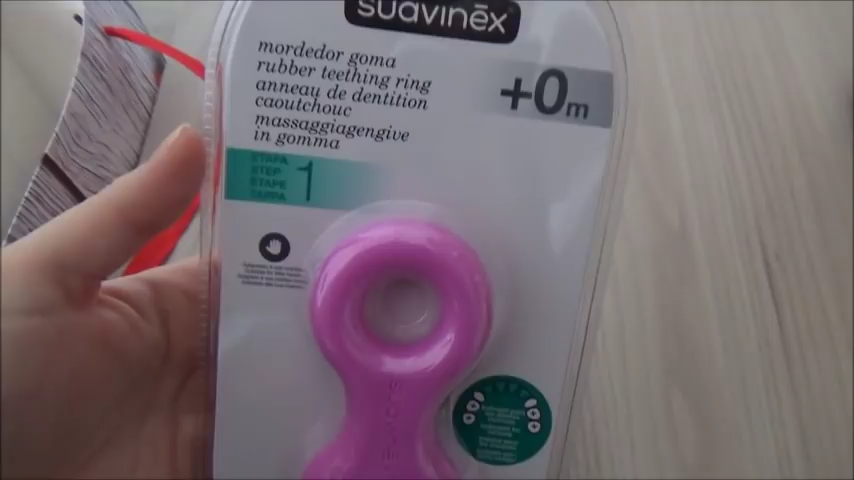 suavinēx
mordedor goma
rubber teething ring
anneau de dentition
caoutchouc
massaggiagengive
in gomma
+0m
ETAPA
STEP
ETAPE
TAPPA
1
suavinex